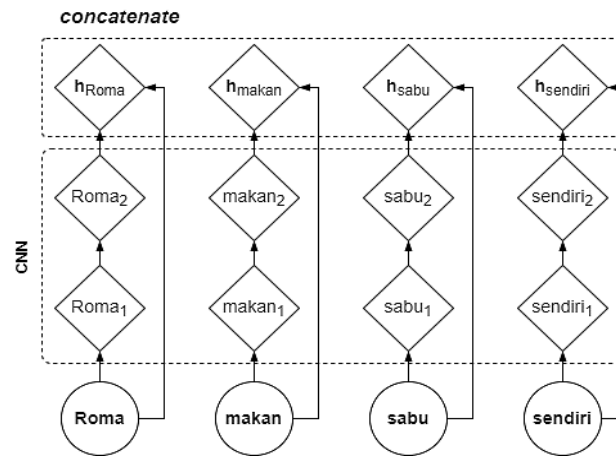 concatenate
hRoma hmakan hsabu hsendiri
Roma2 makan2 sabu2 sendiri2
CNN
Roma1 makan1 sabu1 sendiri1
Roma makan sabu sendiri